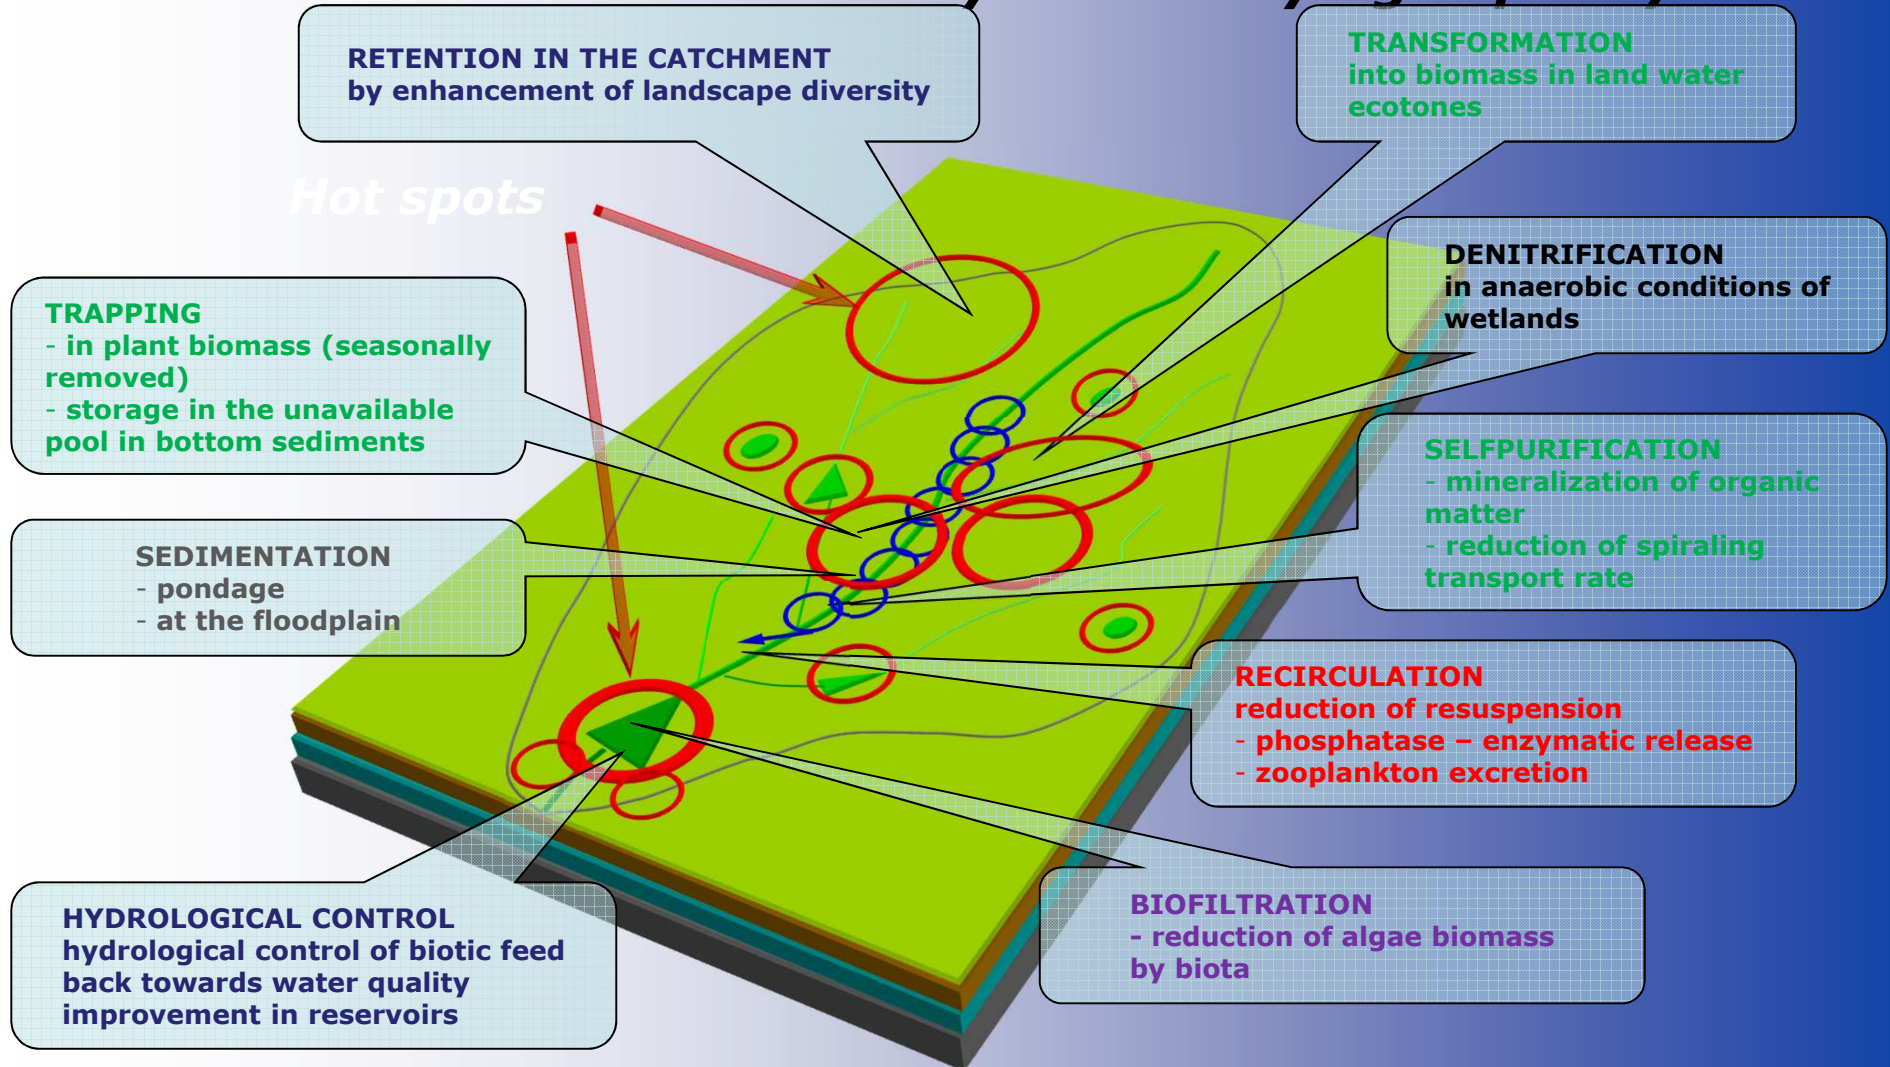 RETENTION IN THE CATCHMENT
by enhancement of landscape diversity
TRANSFORMATION
into biomass in land water
ecotones
Hot spots
DENITRIFICATION
in anaerobic conditions of
wetlands
TRAPPING
- in plant biomass (seasonally
removed)
- storage in the unavailable
pool in bottom sediments
SELFPURIFICATION
- mineralization of organic
matter
- reduction of spiraling
transport rate
SEDIMENTATION
- pondage
- at the floodplain
RECIRCULATION
reduction of resuspension
- phosphatase – enzymatic release
- zooplankton excretion
HYDROLOGICAL CONTROL
hydrological control of biotic feed
back towards water quality
improvement in reservoirs
BIOFILTRATION
- reduction of algae biomass
by biota